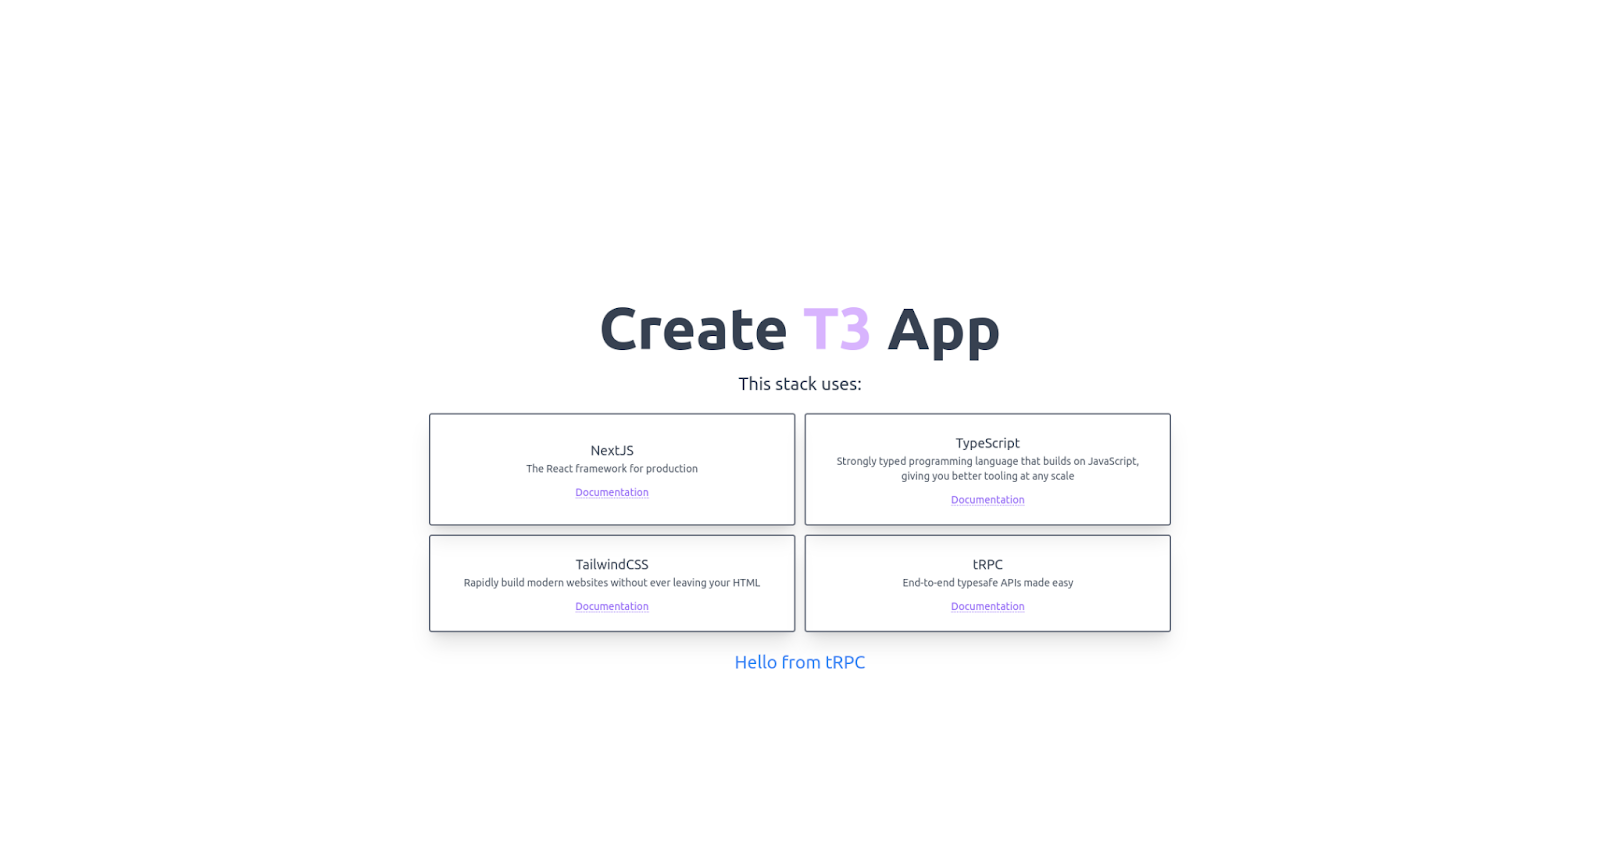 Create T3 App
This stack uses:
NextJS
The React framework for production
Documentation
TypeScript
Strongly typed programming language that builds on JavaScript,
giving you better tooling at any scale
Documentation
TailwindCSS
Rapidly build modern websites without ever leaving your HTML
Documentation
tRPC
End-to-end typesafe APIs made easy
Documentation
Hello from tRPC